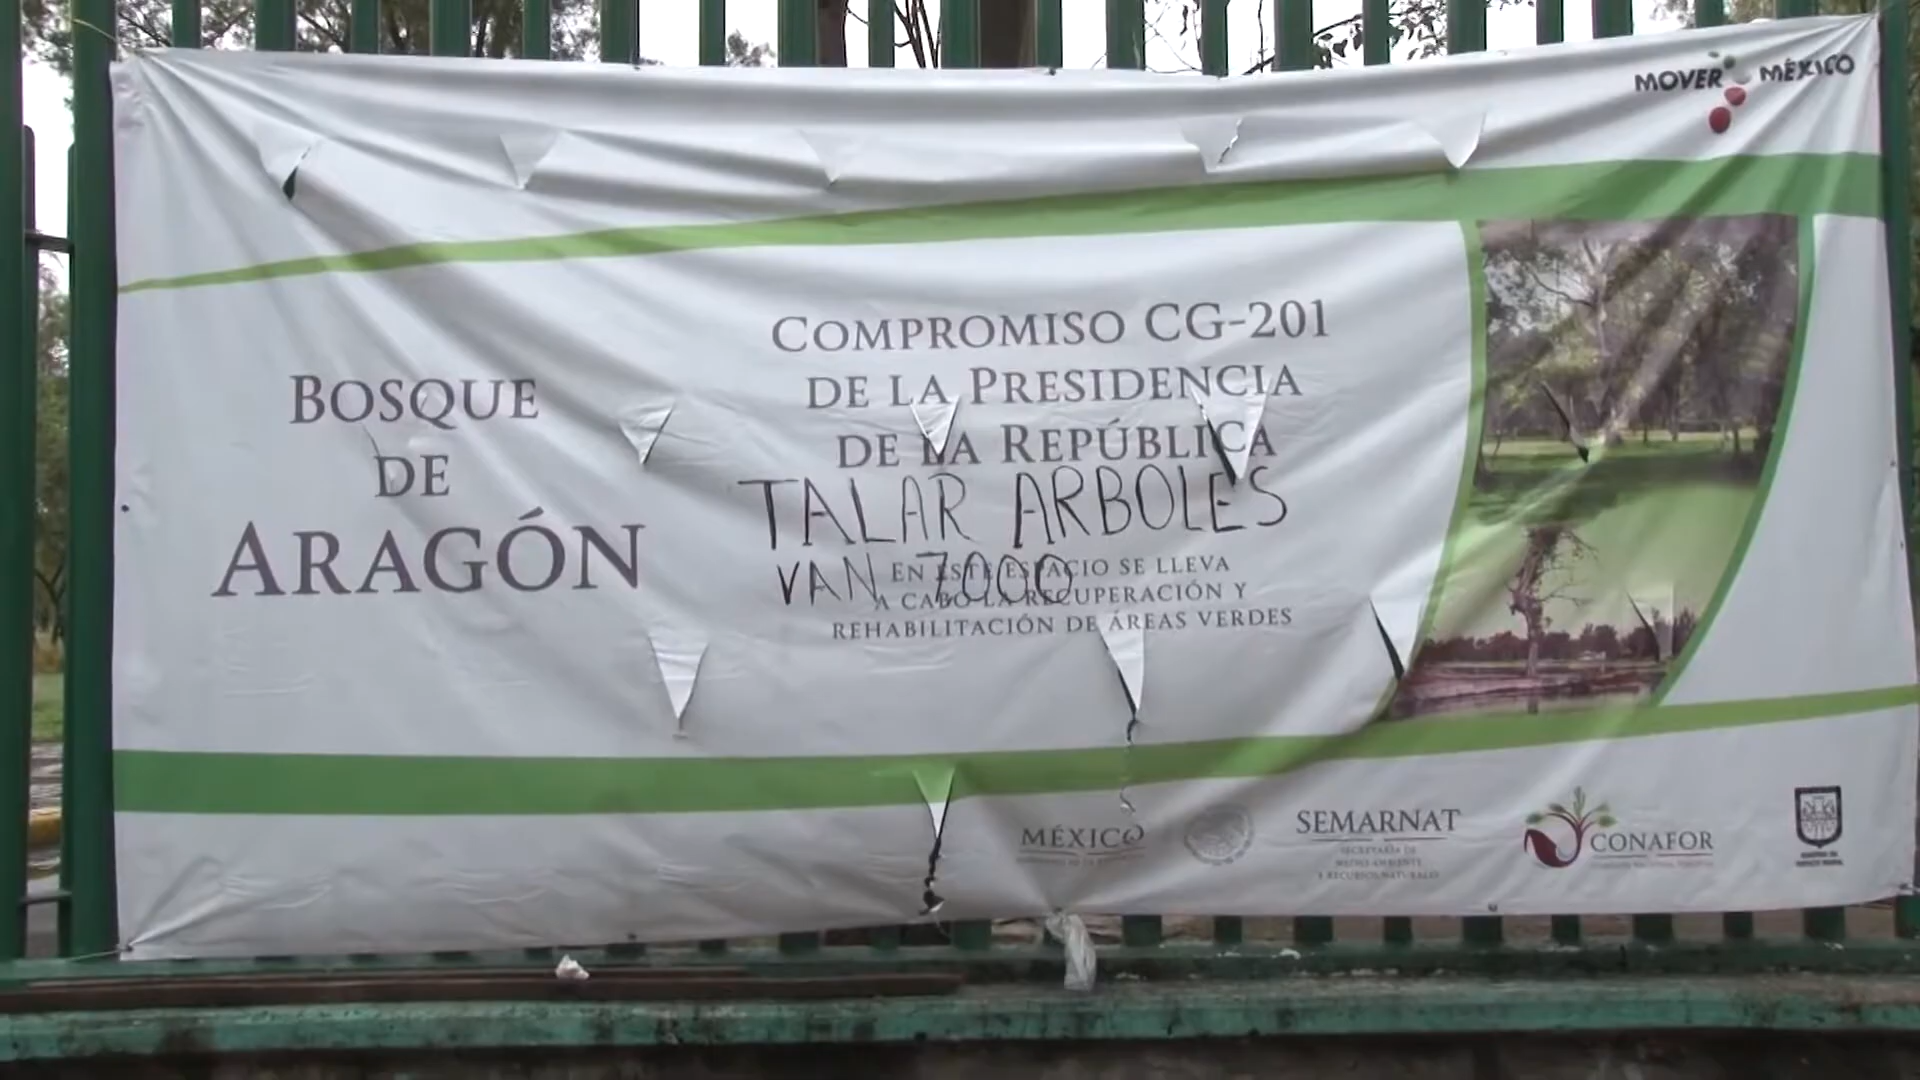 MOVER MÉXICO
BOSQUE
DE
ARAGÓN
COMPROMISO CG-201
DE LA PRESIDENCIA
DE LA REPÚBLICA
TALAR ARBOLES
VAN 7000
EN ESTE ESPACIO SE LLEVA
A CABO LA RECUPERACIÓN Y
REHABILITACIÓN DE ÁREAS VERDES
MÉXICO
SEMARNAT
SECRETARÍA DE
MEDIO AMBIENTE
Y RECURSOS NATURALES
CONAFOR